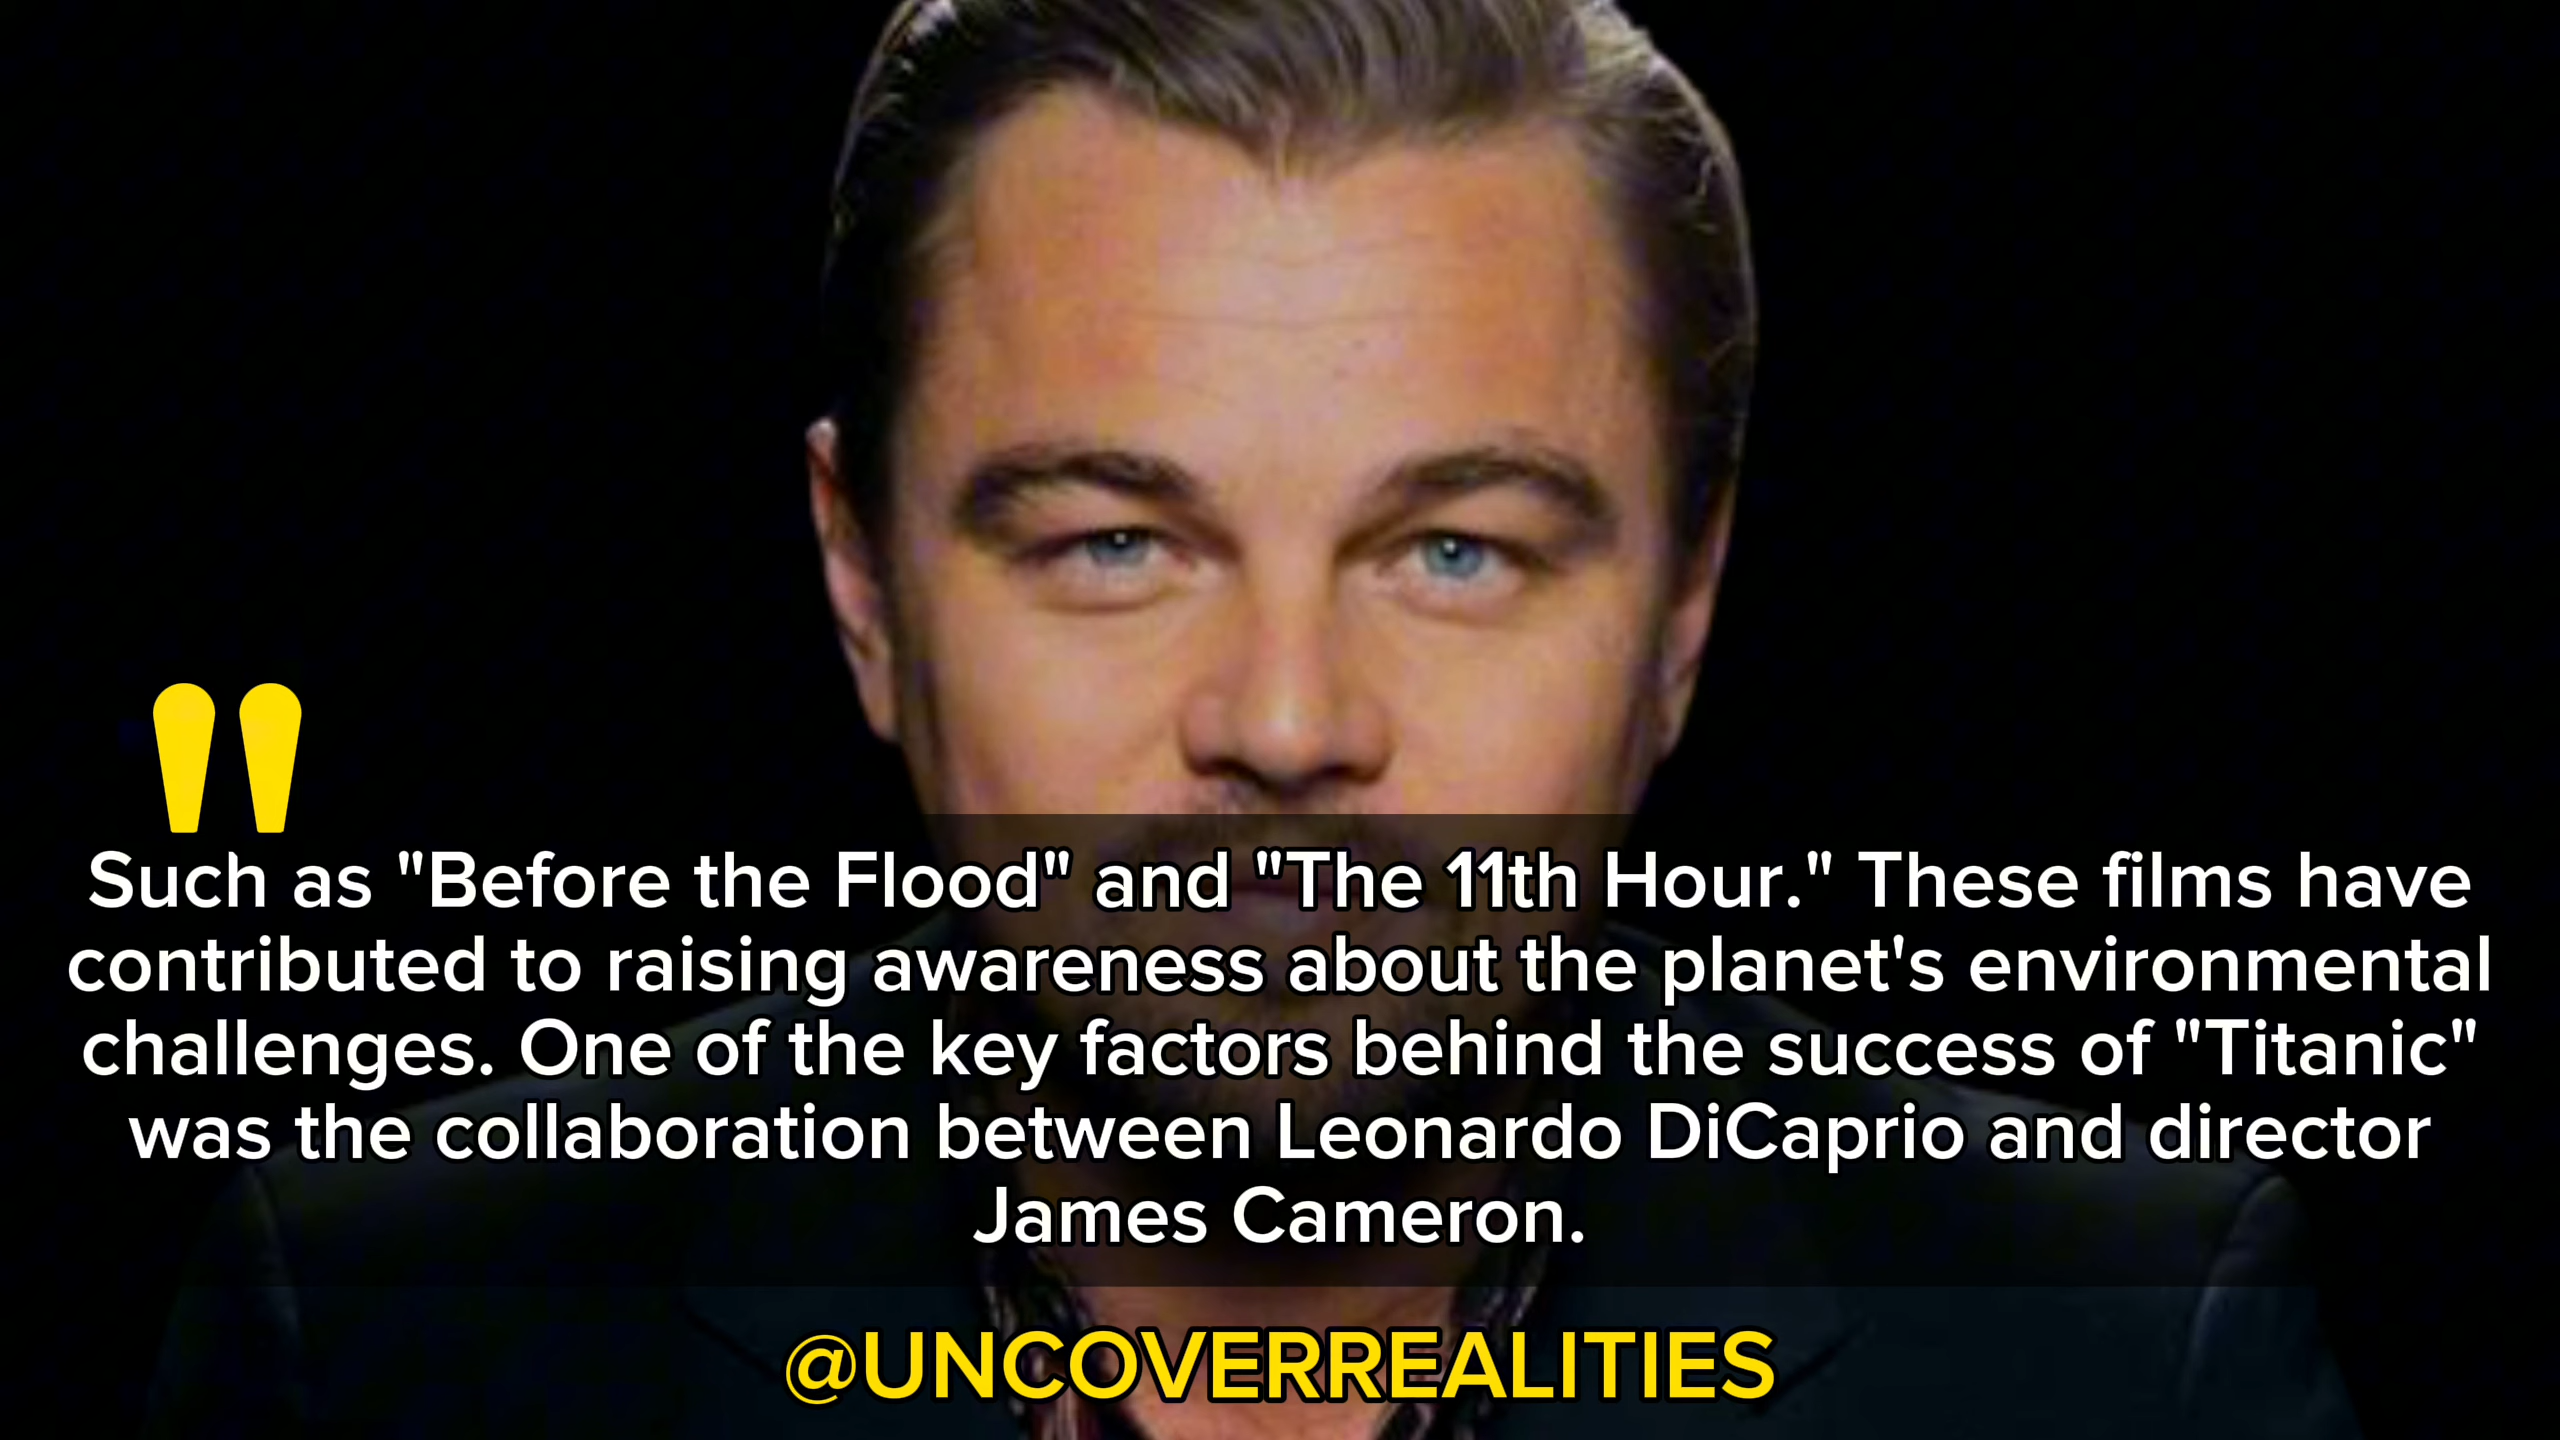 "
Such as "Before the Flood" and "The 11th Hour." These films have
contributed to raising awareness about the planet's environmental
challenges. One of the key factors behind the success of "Titanic"
was the collaboration between Leonardo DiCaprio and director
James Cameron.
@UNCOVERREALITIES